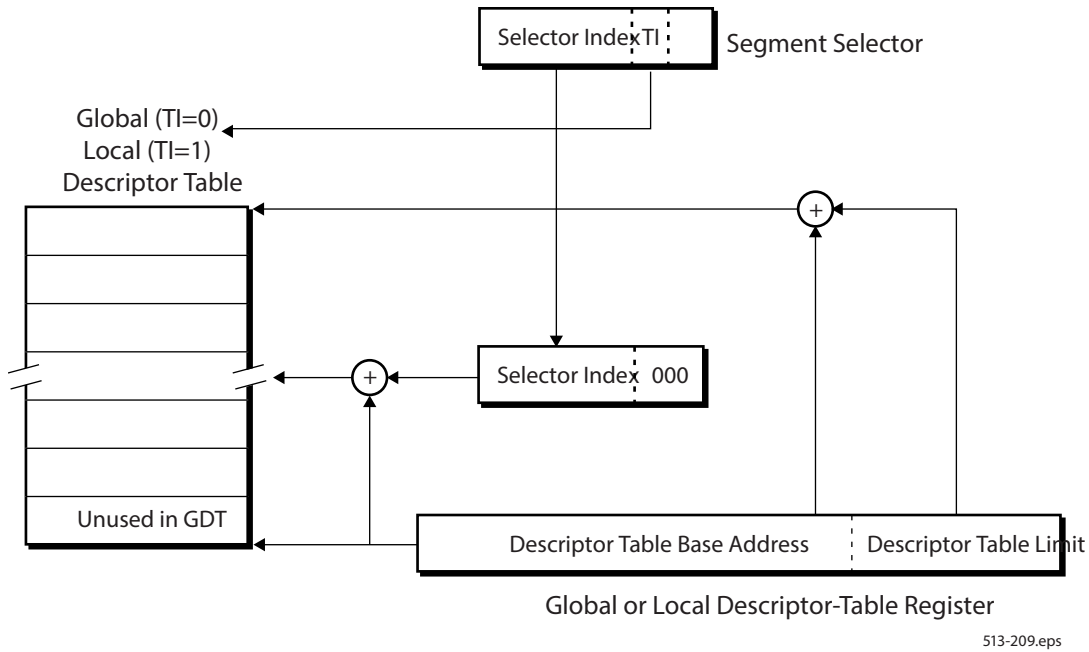 Selector Index TI
Segment Selector
Global (TI=0)
Local (TI=1)
Descriptor Table
+
Selector Index 000
+
Unused in GDT
Descriptor Table Base Address Descriptor Table Limit
Global or Local Descriptor-Table Register
513-209.eps